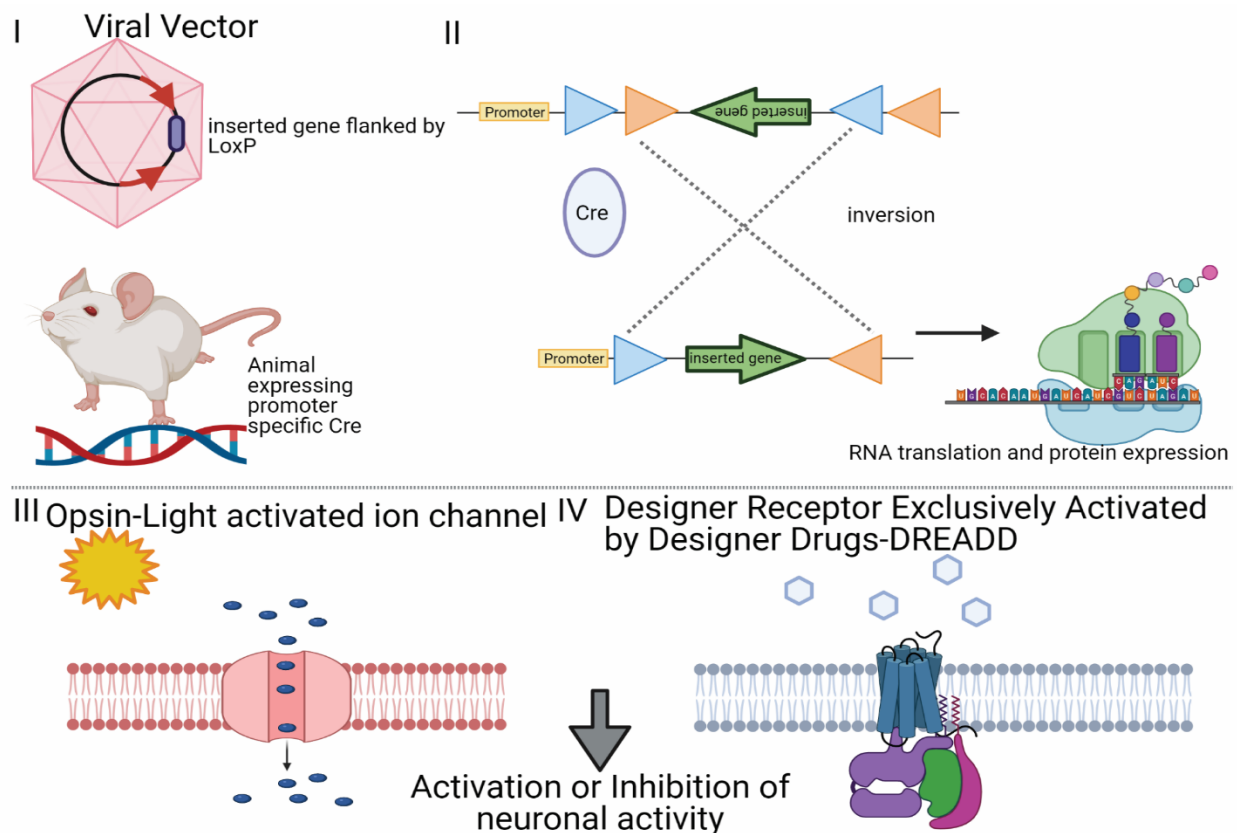 I
Viral Vector
inserted gene flanked by
LoxP
Animal
expressing
promoter
specific Cre
II
Promoter
inserted gene
Cre
inversion
Promoter
inserted gene
CAGAUC
UGCACAAUGAUCAUCGUCUAGAU
RNA translation and protein expression
III Opsin-Light activated ion channel
IV Designer Receptor Exclusively Activated
by Designer Drugs-DREADD
Activation or Inhibition of
neuronal activity